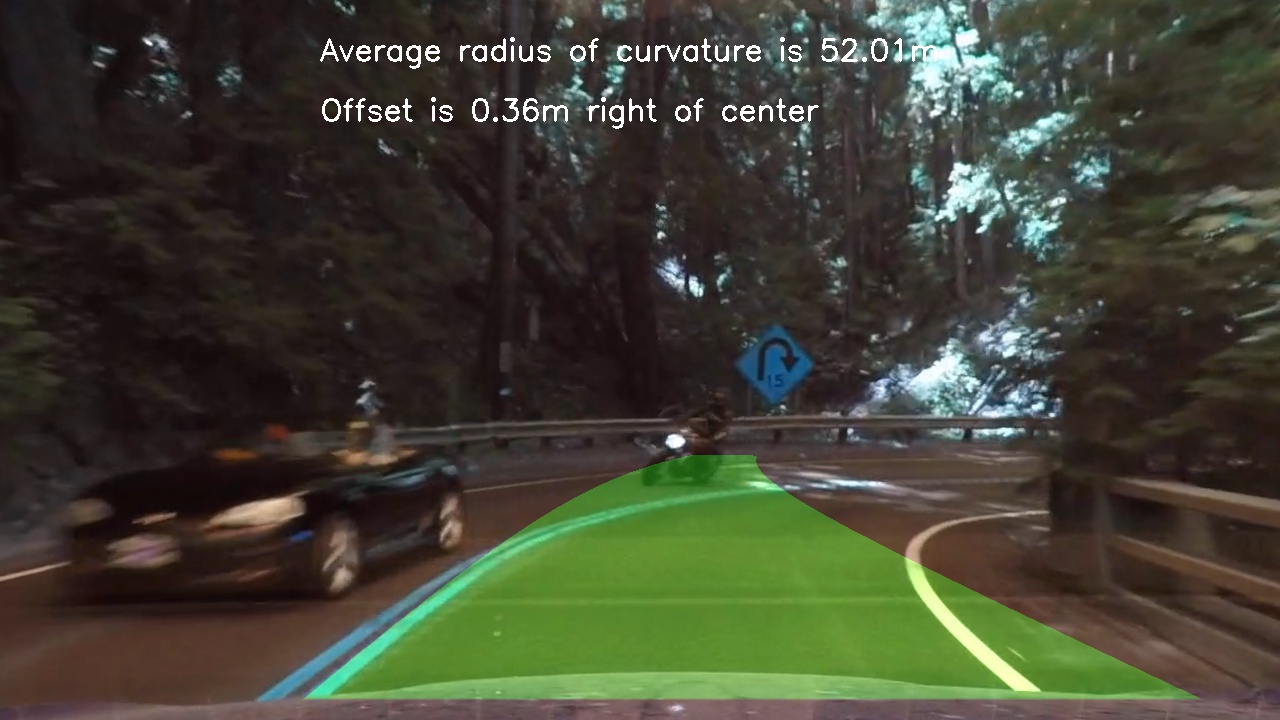 Average radius of curvature is 52.01m
Offset is 0.36m right of center
15